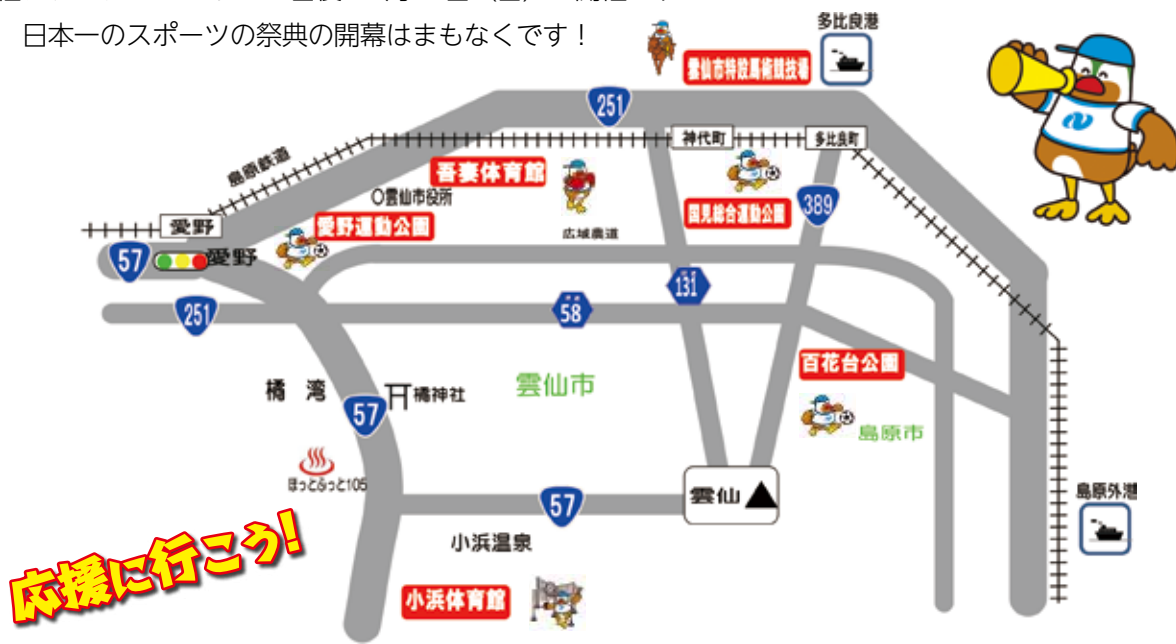 日本一のスポーツの祭典の開幕はまもなくです！
多比良港
雲仙市特設馬術競技場
251
神代町
多比良町
島原鉄道
吾妻体育館
〇雲仙市役所
国見総合運動公園
389
愛野
愛野運動公園
広域農道
57
愛野
131
251
58
百花台公園
橘湾
57
橘神社
雲仙市
島原市
ほっとふっと105
雲仙
57
島原外港
小浜温泉
応援に行こう!
小浜体育館